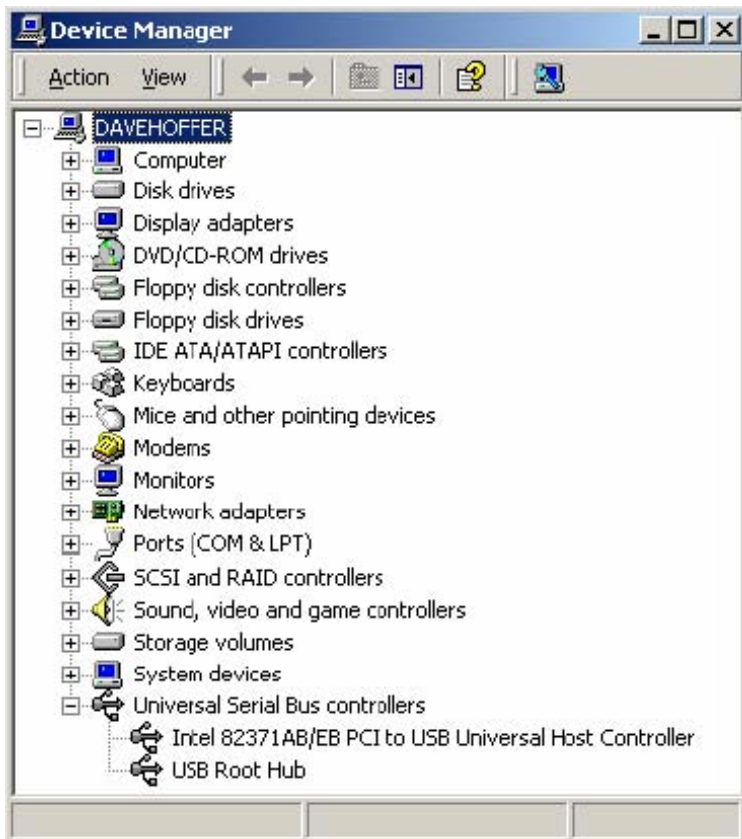 Device Manager
Action View
DAVEHOFFER
Computer
Disk drives
Display adapters
DVD/CD-ROM drives
Floppy disk controllers
Floppy disk drives
IDE ATA/ATAPI controllers
Keyboards
Mice and other pointing devices
Modems
Monitors
Network adapters
Ports (COM & LPT)
SCSI and RAID controllers
Sound, video and game controllers
Storage volumes
System devices
Universal Serial Bus controllers
Intel 82371AB/EB PCI to USB Universal Host Controller
USB Root Hub